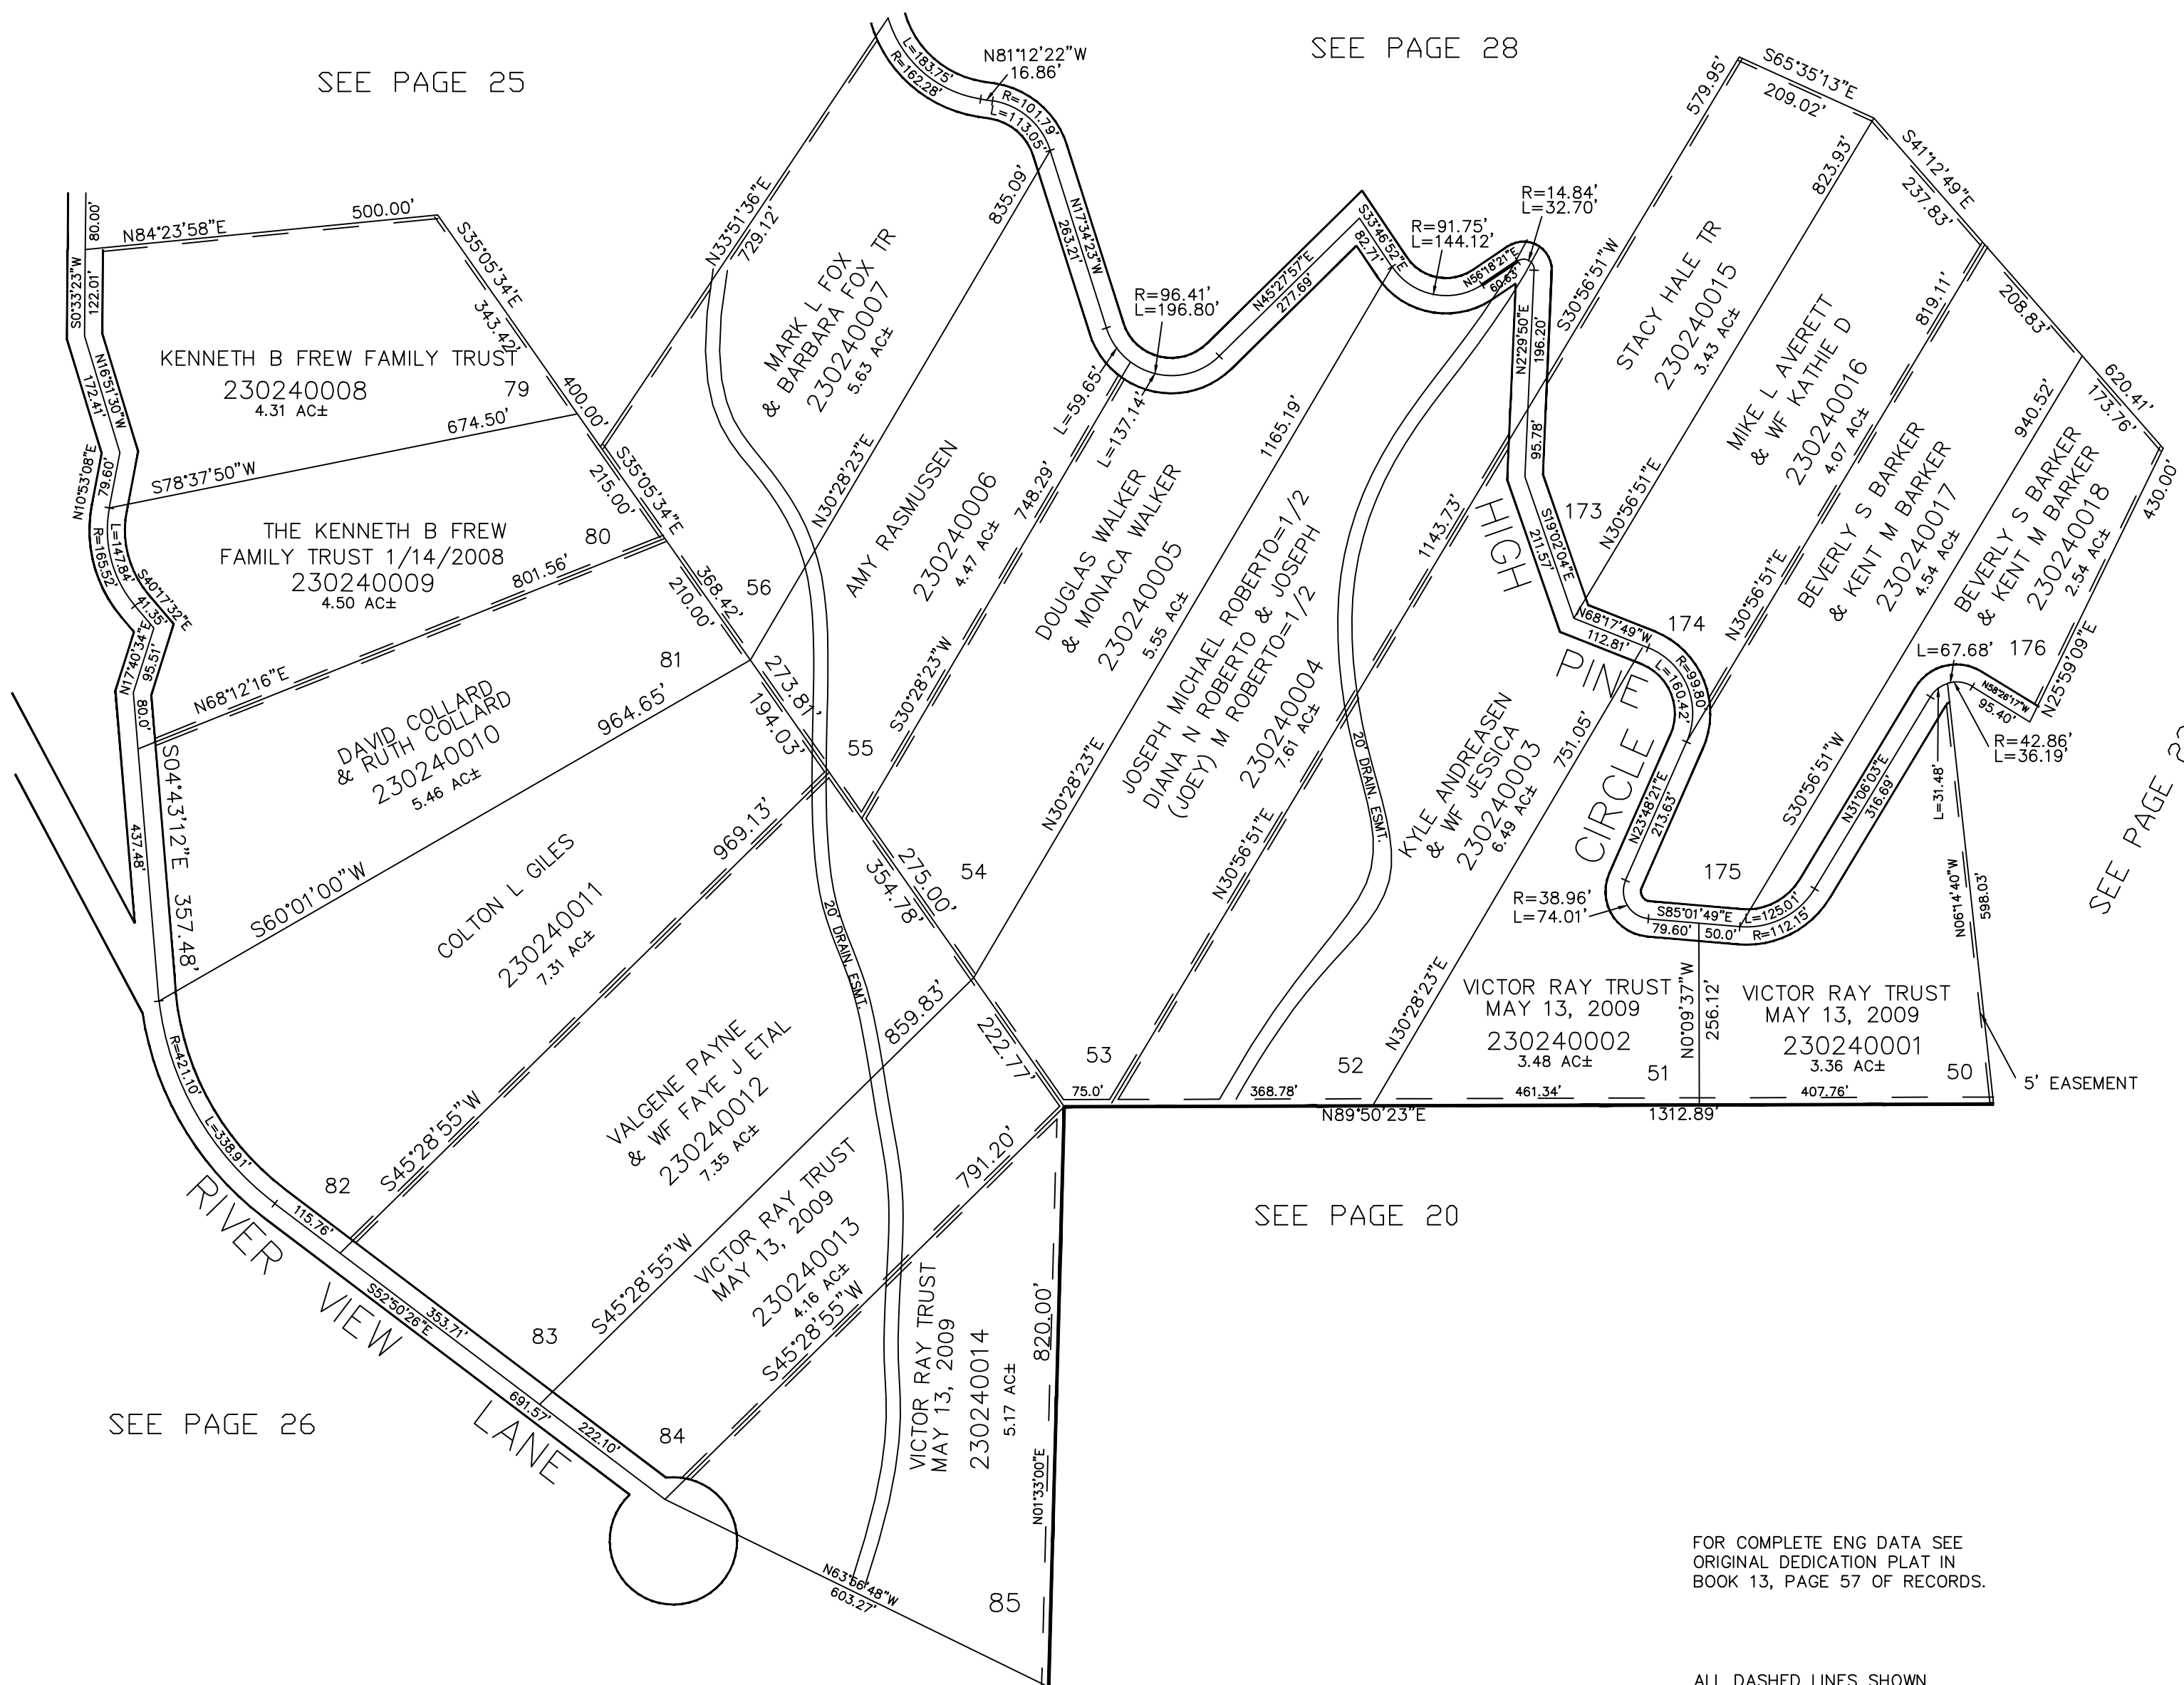 SEE PAGE 25
SEE PAGE 28
L=183.75'
R=162.28'
N81°12'22"W
16.86'
R=101.79'
L=113.05'
579.95'
S65°35'13"E
209.02'
S41°12'49"E
237.83'
823.93'
80.00'
N84°23'58"E
500.00'
S0°33'23"W
122.01'
S35°05'34"E
343.42'
N33°51'36"E
729.12'
835.09'
MARK L FOX
& BARBARA FOX TR
230240007
5.63 AC±
N17°34'23"W
263.21'
R=96.41'
L=196.80'
N45°27'57"E
277.69'
S33°46'52"E
82.71'
R=91.75'
L=144.12'
R=14.84'
L=32.70'
N56°18'21"E
60.63'
N2°29'50"E
196.20'
95.78'
S30°56'51"W
STACY HALE TR
230240015
3.43 AC±
MIKE L AVERETT
& WF KATHIE D
230240016
4.07 AC±
819.11'
208.83'
620.41'
173.76'
940.52'
430.00'
KENNETH B FREW FAMILY TRUST
230240008
4.31 AC±
79
N16°51'30"W
172.41'
674.50'
S78°37'50"W
400.00'
S35°05'34"E
215.00'
N10°53'08"E
79.60'
L=147.84'
R=165.52'
S40°17'32"E
41.35'
THE KENNETH B FREW
FAMILY TRUST 1/14/2008
230240009
4.50 AC±
80
801.56'
N17°40'34"E
95.51'
N68°12'16"E
368.42'
210.00'
N30°28'23"E
56
AMY RASMUSSEN
230240006
4.47 AC±
L=59.65'
L=137.14'
748.29'
S30°28'23"W
DOUGLAS WALKER
& MONACA WALKER
230240005
5.55 AC±
1165.19'
N30°28'23"E
JOSEPH MICHAEL ROBERTO=1/2
DIANA N ROBERTO & JOSEPH
(JOEY) M ROBERTO=1/2
230240004
7.61 AC±
1143.73'
N30°56'51"E
20' DRAIN. ESMT.
HIGH
PINE
CIRCLE
173
S19°02'04"E
211.57'
N30°56'51"E
N68°17'49"W
112.81'
174
R=99.80'
L=160.42'
N30°56'51"E
BEVERLY S BARKER
& KENT M BARKER
230240017
4.54 AC±
BEVERLY S BARKER
& KENT M BARKER
230240018
2.54 AC±
N25°59'09"E
176
L=67.68'
N58°26'17"W
95.40'
R=42.86'
L=36.19'
L=31.48'
S30°56'51"W
N31°06'03"E
316.69'
N23°48'21"E
213.63'
175
R=38.96'
L=74.01'
S85°01'49"E
79.60'
50.0'
L=125.01'
R=112.15'
N06°14'40"W
598.03'
SEE PAGE
KYLE ANDREASEN
& WF JESSICA
230240003
6.49 AC±
751.05'
N30°28'23"E
VICTOR RAY TRUST
MAY 13, 2009
230240002
3.48 AC±
N0°09'37"W
256.12'
VICTOR RAY TRUST
MAY 13, 2009
230240001
3.36 AC±
53
52
51
50
5' EASEMENT
75.0'
368.78'
461.34'
407.76'
N89°50'23"E
1312.89'
80.0'
S04°43'12"E 357.48'
437.48'
DAVID COLLARD
& RUTH COLLARD
230240010
5.46 AC±
81
964.65'
S60°01'00"W
273.81'
194.03'
55
54
275.00'
354.78'
222.77'
COLTON L GILES
230240011
7.31 AC±
969.13'
S45°28'55"W
82
20' DRAIN. ESMT.
R=421.10'
L=338.91'
115.76'
VALGENE PAYNE
& WF FAYE J ETAL
230240012
7.35 AC±
859.83'
S45°28'55"W
83
VICTOR RAY TRUST
MAY 13, 2009
230240013
4.16 AC±
791.20'
S45°28'55"W
84
RIVER
VIEW
LANE
S52°50'26"E
353.71'
691.57'
222.10'
VICTOR RAY TRUST
MAY 13, 2009
230240014
5.17 AC±
820.00'
N01°33'00"E
N63°56'48"W
603.27'
85
SEE PAGE 20
SEE PAGE 26
FOR COMPLETE ENG DATA SEE
ORIGINAL DEDICATION PLAT IN
BOOK 13, PAGE 57 OF RECORDS.
ALL DASHED LINES SHOWN